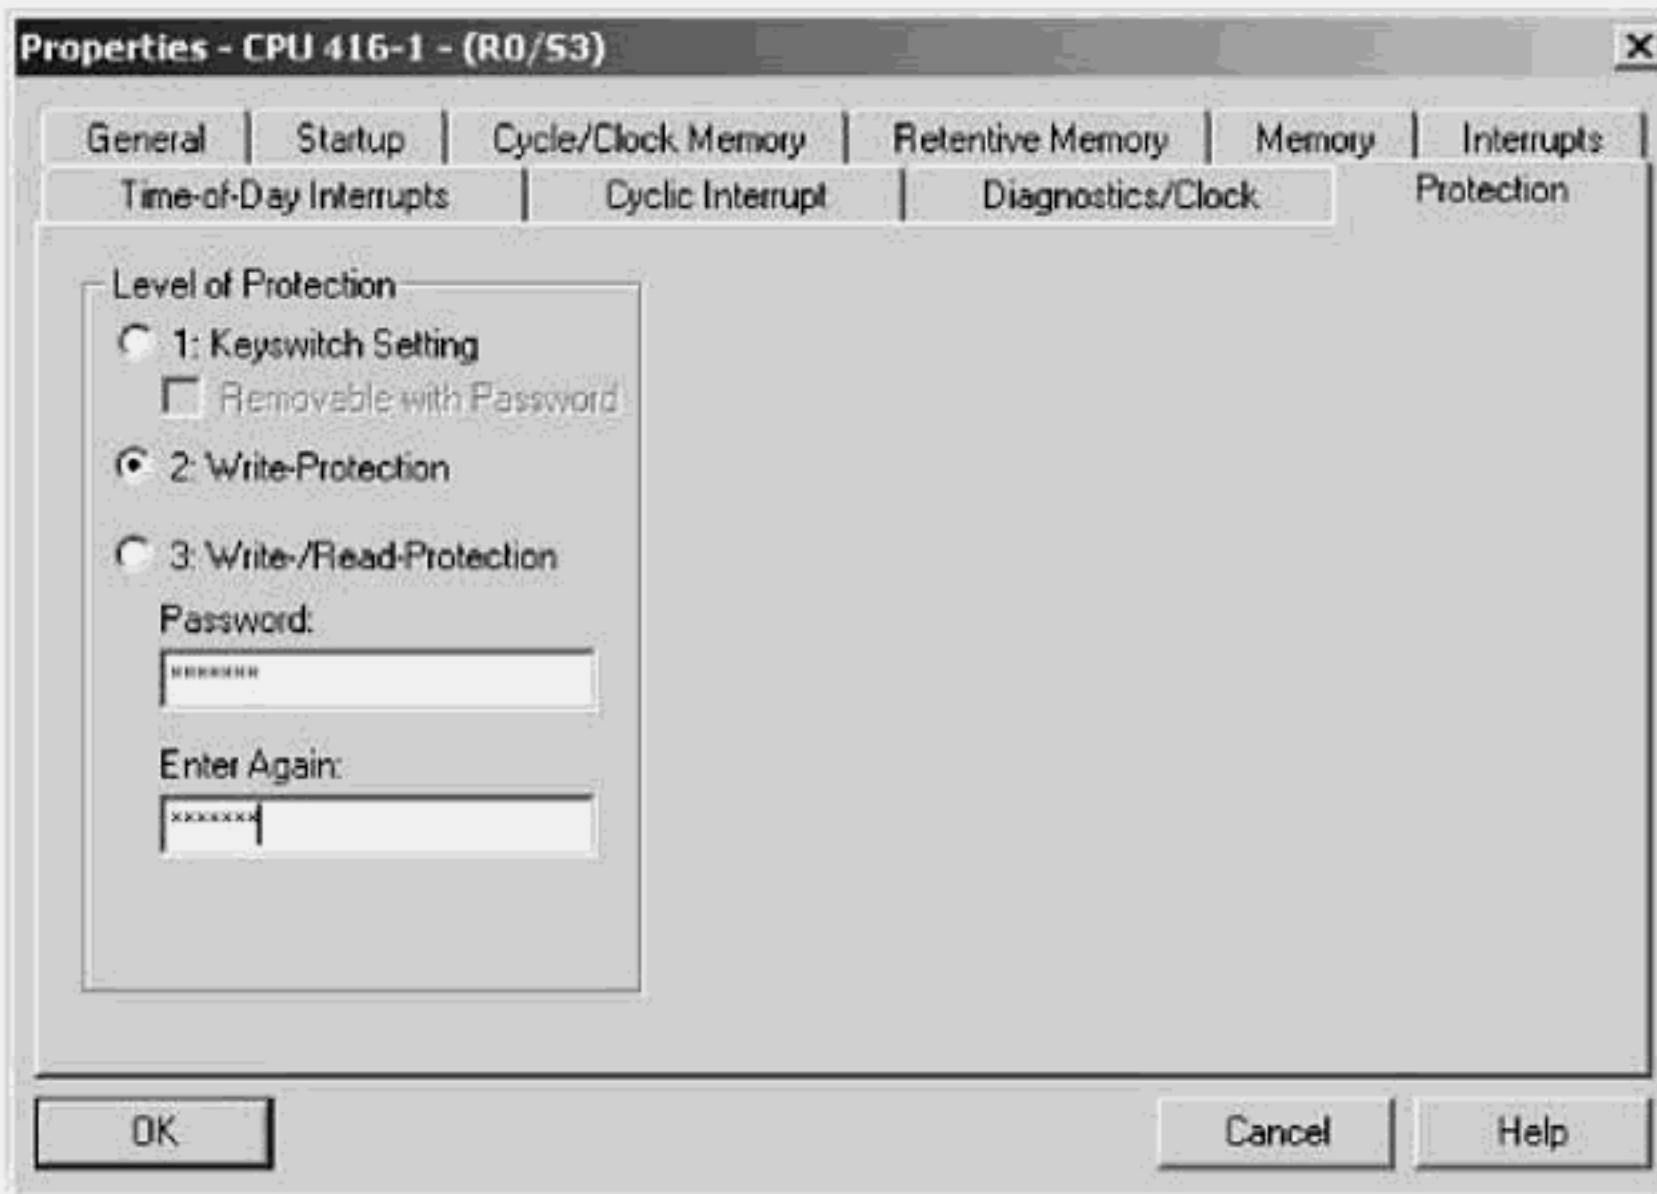 Properties - CPU 416-1 - (R0/S3)
General Startup Cycle/Clock Memory Retentive Memory Memory Interrupts
Time-of-Day Interrupts Cyclic Interrupt Diagnostics/Clock Protection
Level of Protection
1: Keyswitch Setting
Removable with Password
2: Write-Protection
3: Write-/Read-Protection
Password:
*******
Enter Again:
*******
OK Cancel Help